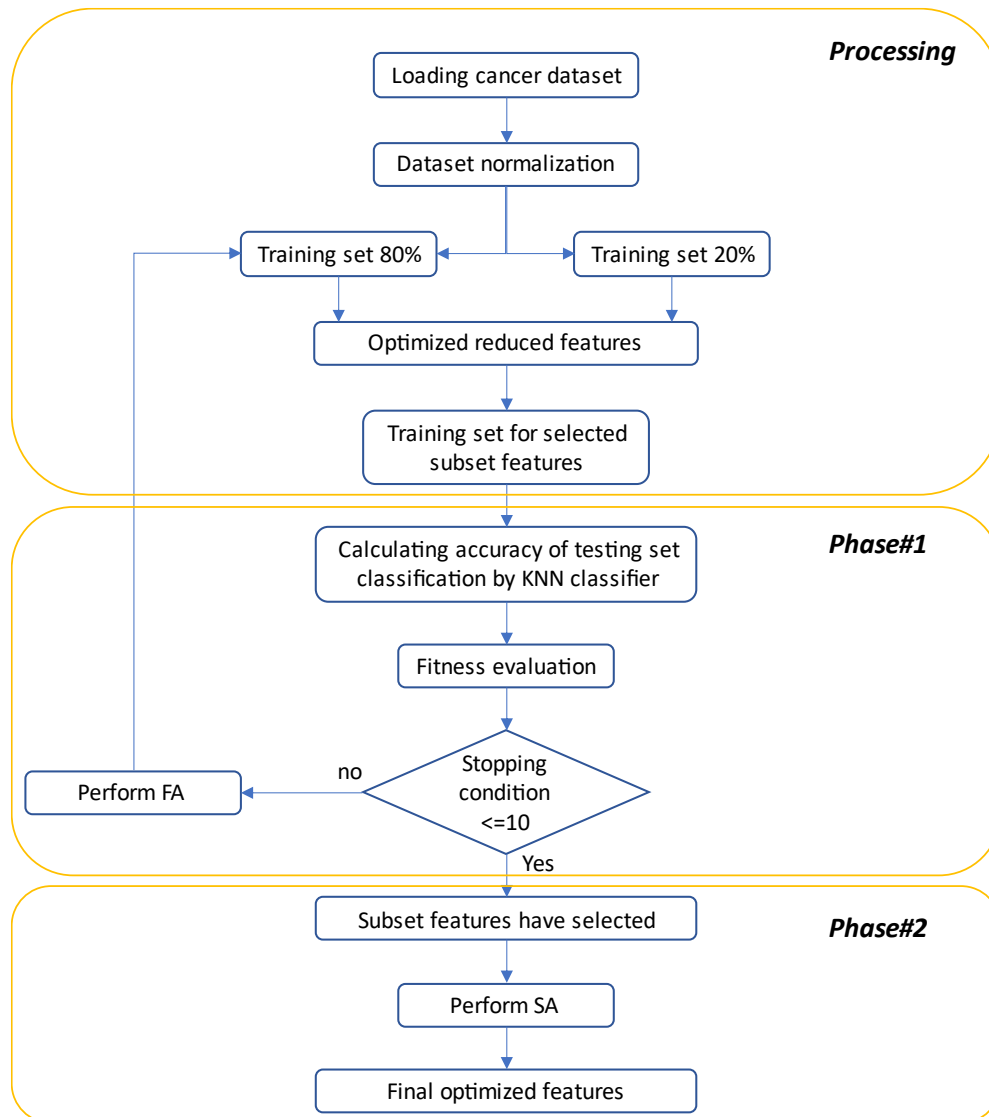 Processing
Loading cancer dataset
Dataset normalization
Training set 80%
Training set 20%
Optimized reduced features
Training set for selected
subset features
Phase#1
Calculating accuracy of testing set
classification by KNN classifier
Fitness evaluation
Stopping
condition
<=10
no
Perform FA
Yes
Subset features have selected
Phase#2
Perform SA
Final optimized features